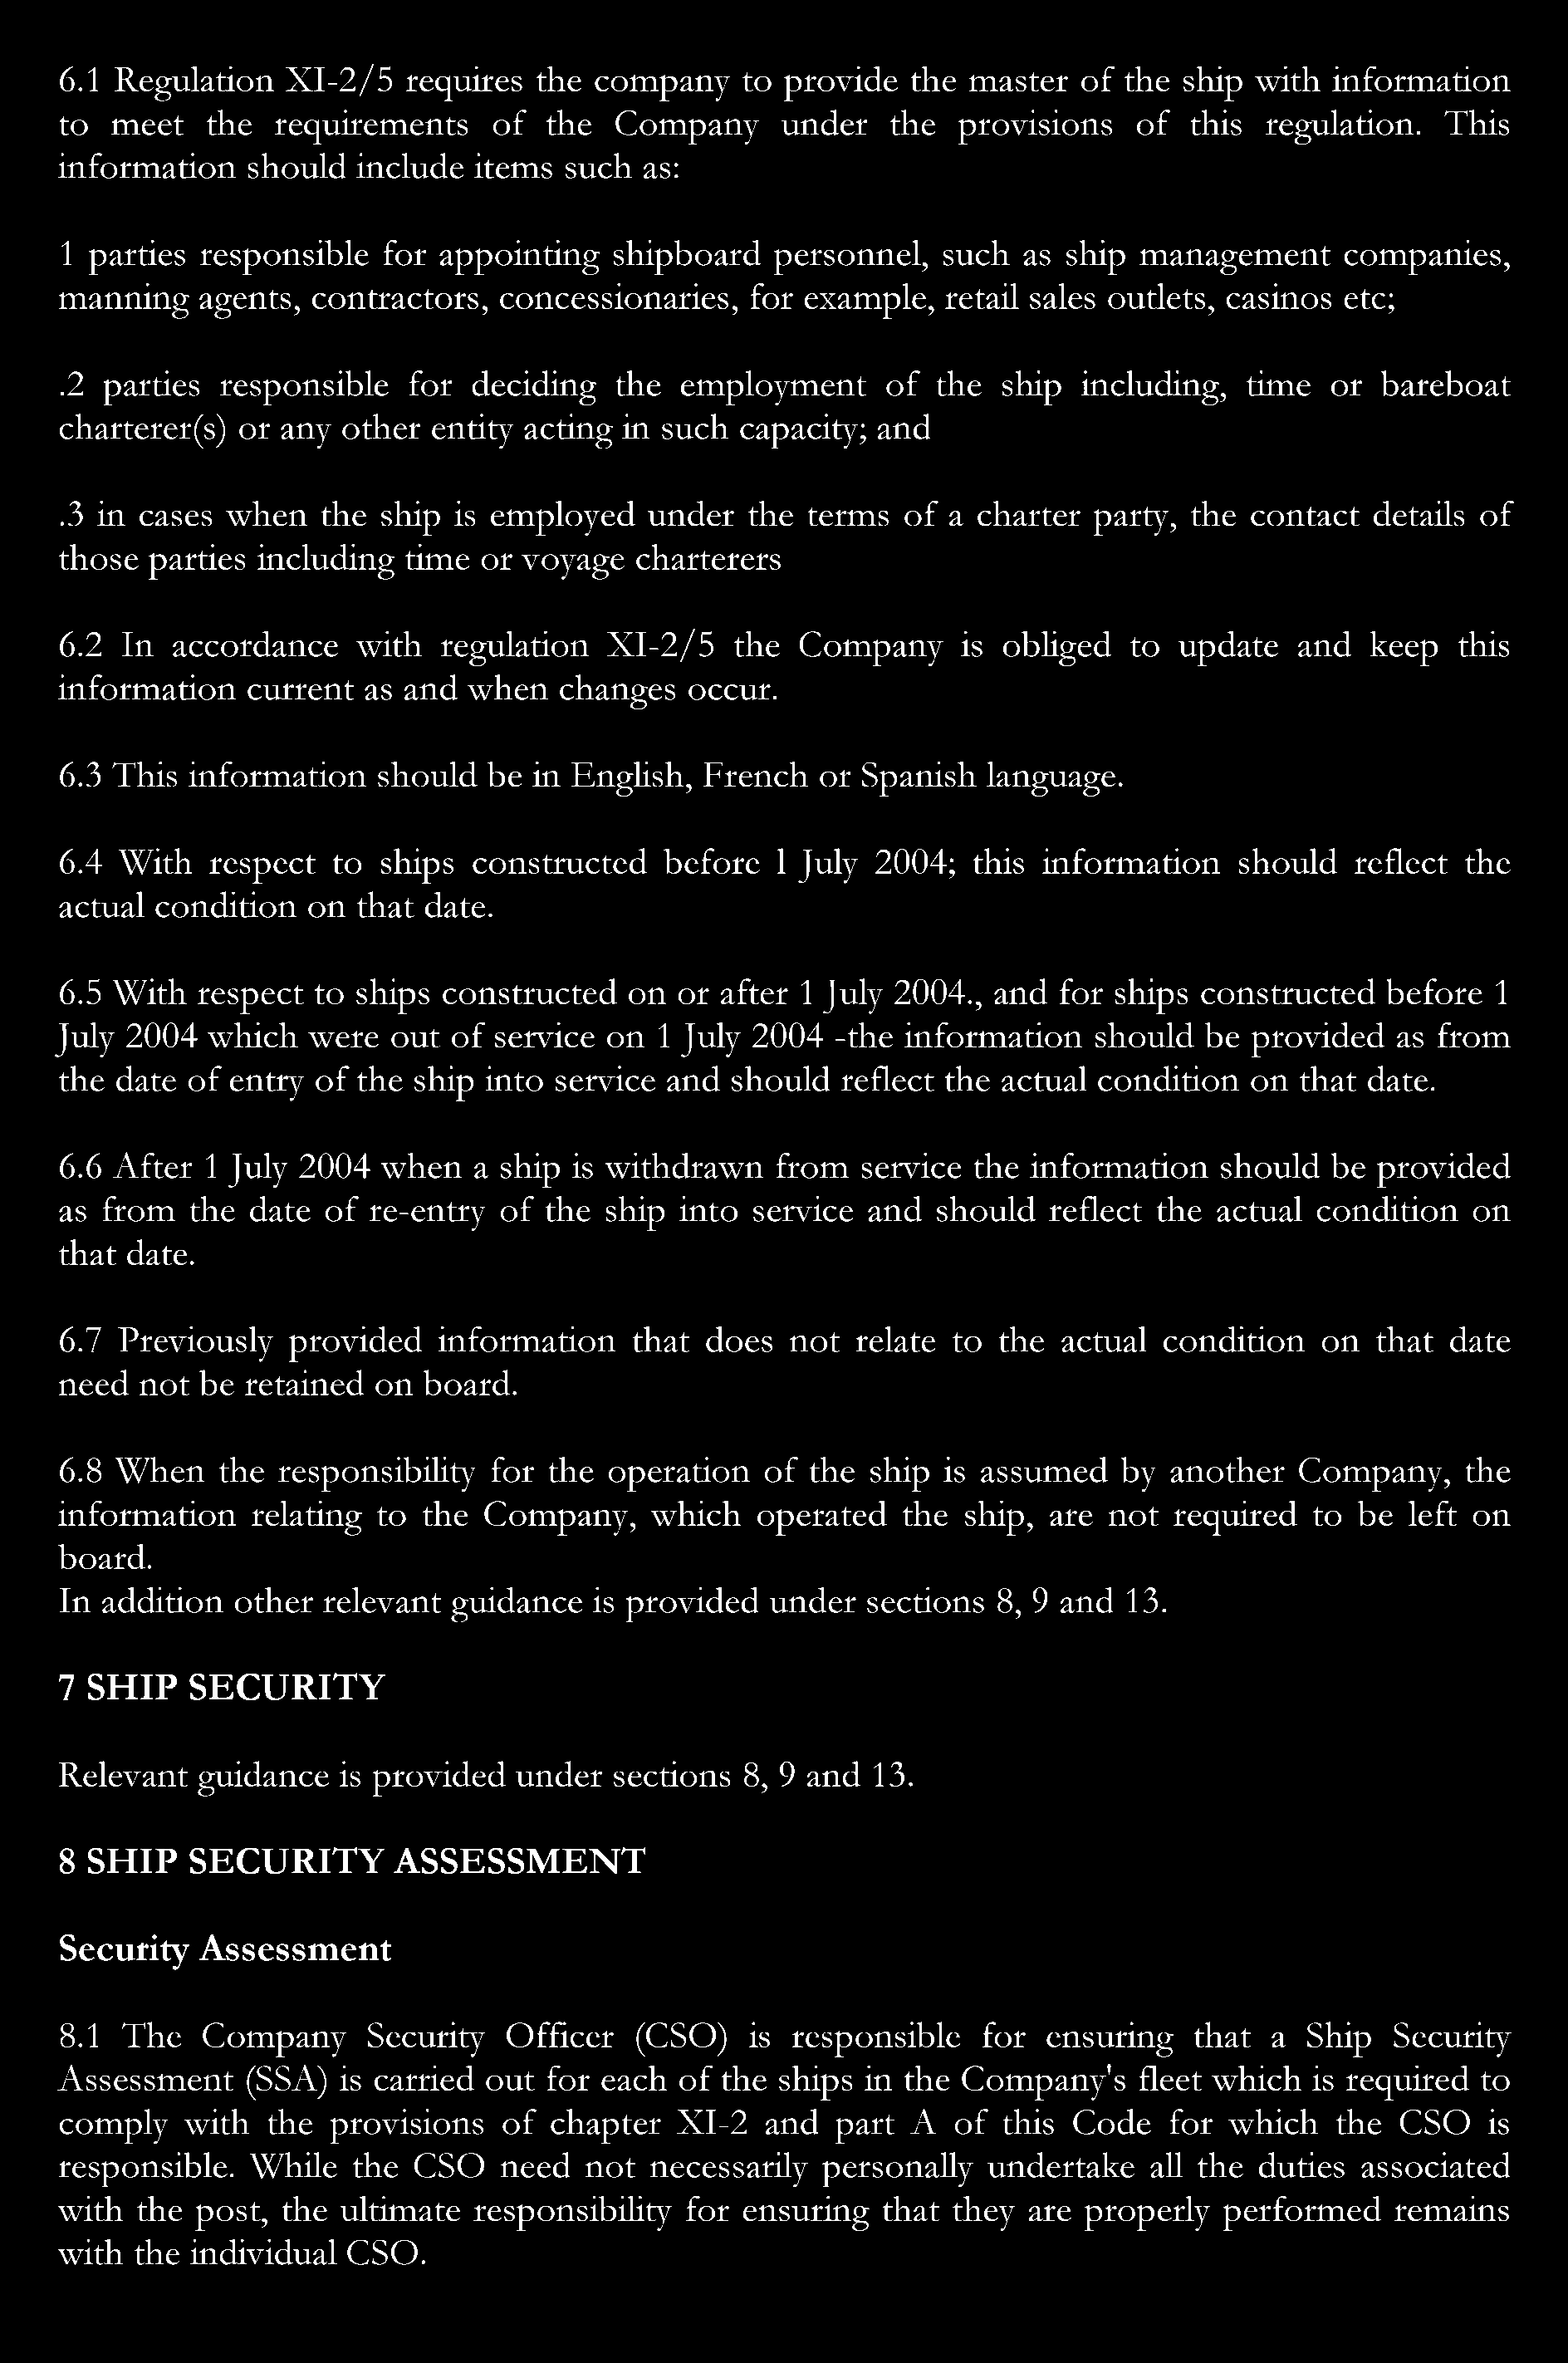 6.1 Regulation XI-2/5 requires the company to provide the master of the ship with information
to meet the requirements of the Company under the provisions of this regulation. This
information should include items such as:
1 parties responsible for appointing shipboard personnel, such as ship management companies,
manning agents, contractors, concessionaries, for example, retail sales outlets, casinos etc;
.2 parties responsible for deciding the employment of the ship including, time or bareboat
charterer(s) or any other entity acting in such capacity; and
.3 in cases when the ship is employed under the terms of a charter party, the contact details of
those parties including time or voyage charterers
6.2 In accordance with regulation XI-2/5 the Company is obliged to update and keep this
information current as and when changes occur.
6.3 This information should be in English, French or Spanish language.
6.4 With respect to ships constructed before l July 2004; this information should reflect the
actual condition on that date.
6.5 With respect to ships constructed on or after 1 July 2004., and for ships constructed before 1
July 2004 which were out of service on 1 July 2004 -the information should be provided as from
the date of entry of the ship into service and should reflect the actual condition on that date.
6.6 After 1 July 2004 when a ship is withdrawn from service the information should be provided
as from the date of re-entry of the ship into service and should reflect the actual condition on
that date.
6.7 Previously provided information that does not relate to the actual condition on that date
need not be retained on board.
6.8 When the responsibility for the operation of the ship is assumed by another Company, the
information relating to the Company, which operated the ship, are not required to be left on
board.
In addition other relevant guidance is provided under sections 8, 9 and 13.
7 SHIP SECURITY
Relevant guidance is provided under sections 8, 9 and 13.
8 SHIP SECURITY ASSESSMENT
Security Assessment
8.1 The Company Security Officer (CSO) is responsible for ensuring that a Ship Security
Assessment (SSA) is carried out for each of the ships in the Company's fleet which is required to
comply with the provisions of chapter XI-2 and part A of this Code for which the CSO is
responsible. While the CSO need not necessarily personally undertake all the duties associated
with the post, the ultimate responsibility for ensuring that they are properly performed remains
with the individual CSO.